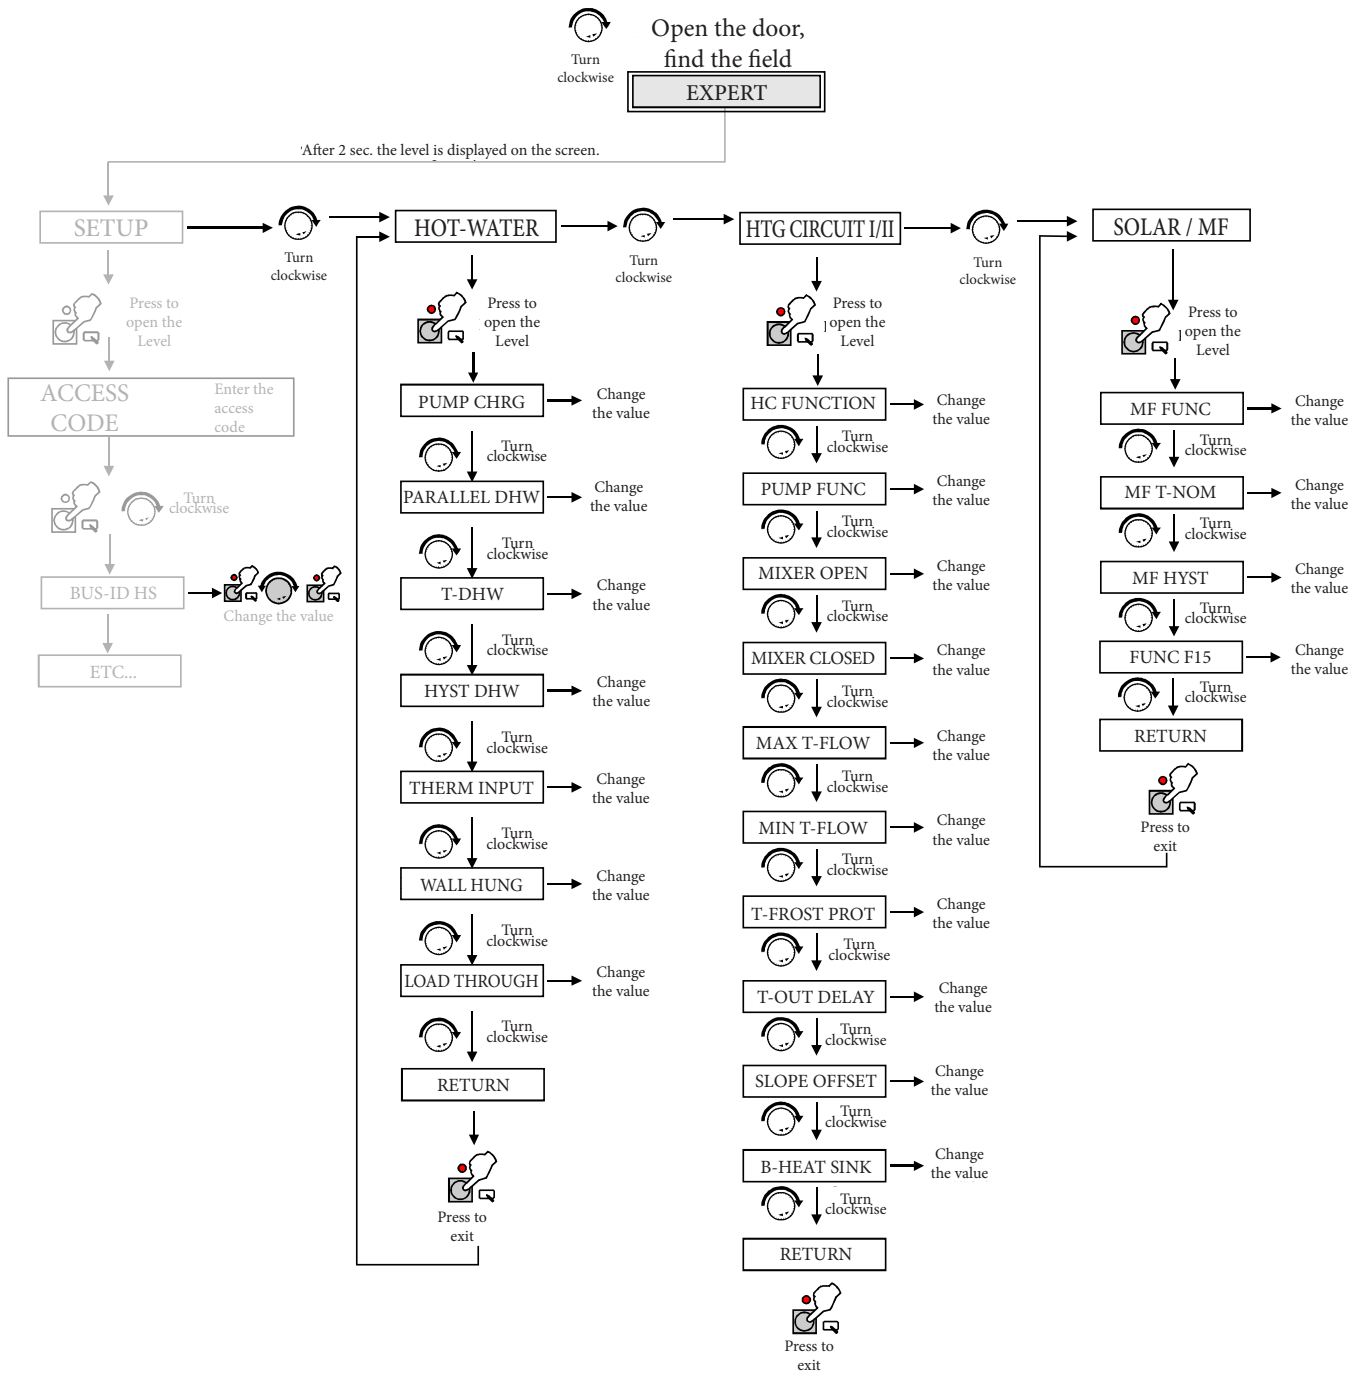 Open the door,
find the field
Turn
clockwise
EXPERT
After 2 sec. the level is displayed on the screen.
SETUP
Turn
clockwise
HOT-WATER
Turn
clockwise
HTG CIRCUIT I/II
Turn
clockwise
SOLAR / MF
Press to
open the
Level
ACCESS
CODE
Enter the
access
code
Turn
clockwise
BUS-ID HS
Change the value
ETC...
Press to
open the
Level
PUMP CHRG
Change
the value
Turn
clockwise
PARALLEL DHW
Change
the value
Turn
clockwise
T-DHW
Change
the value
Turn
clockwise
HYST DHW
Change
the value
Turn
clockwise
THERM INPUT
Change
the value
Turn
clockwise
WALL HUNG
Change
the value
Turn
clockwise
LOAD THROUGH
Change
the value
Turn
clockwise
RETURN
Press to
exit
Press to
open the
Level
HC FUNCTION
Change
the value
Turn
clockwise
PUMP FUNC
Change
the value
Turn
clockwise
MIXER OPEN
Change
the value
Turn
clockwise
MIXER CLOSED
Change
the value
Turn
clockwise
MAX T-FLOW
Change
the value
Turn
clockwise
MIN T-FLOW
Change
the value
Turn
clockwise
T-FROST PROT
Change
the value
Turn
clockwise
T-OUT DELAY
Change
the value
Turn
clockwise
SLOPE OFFSET
Change
the value
Turn
clockwise
B-HEAT SINK
Change
the value
Turn
clockwise
RETURN
Press to
exit
Press to
open the
Level
MF FUNC
Change
the value
Turn
clockwise
MF T-NOM
Change
the value
Turn
clockwise
MF HYST
Change
the value
Turn
clockwise
FUNC F15
Change
the value
Turn
clockwise
RETURN
Press to
exit